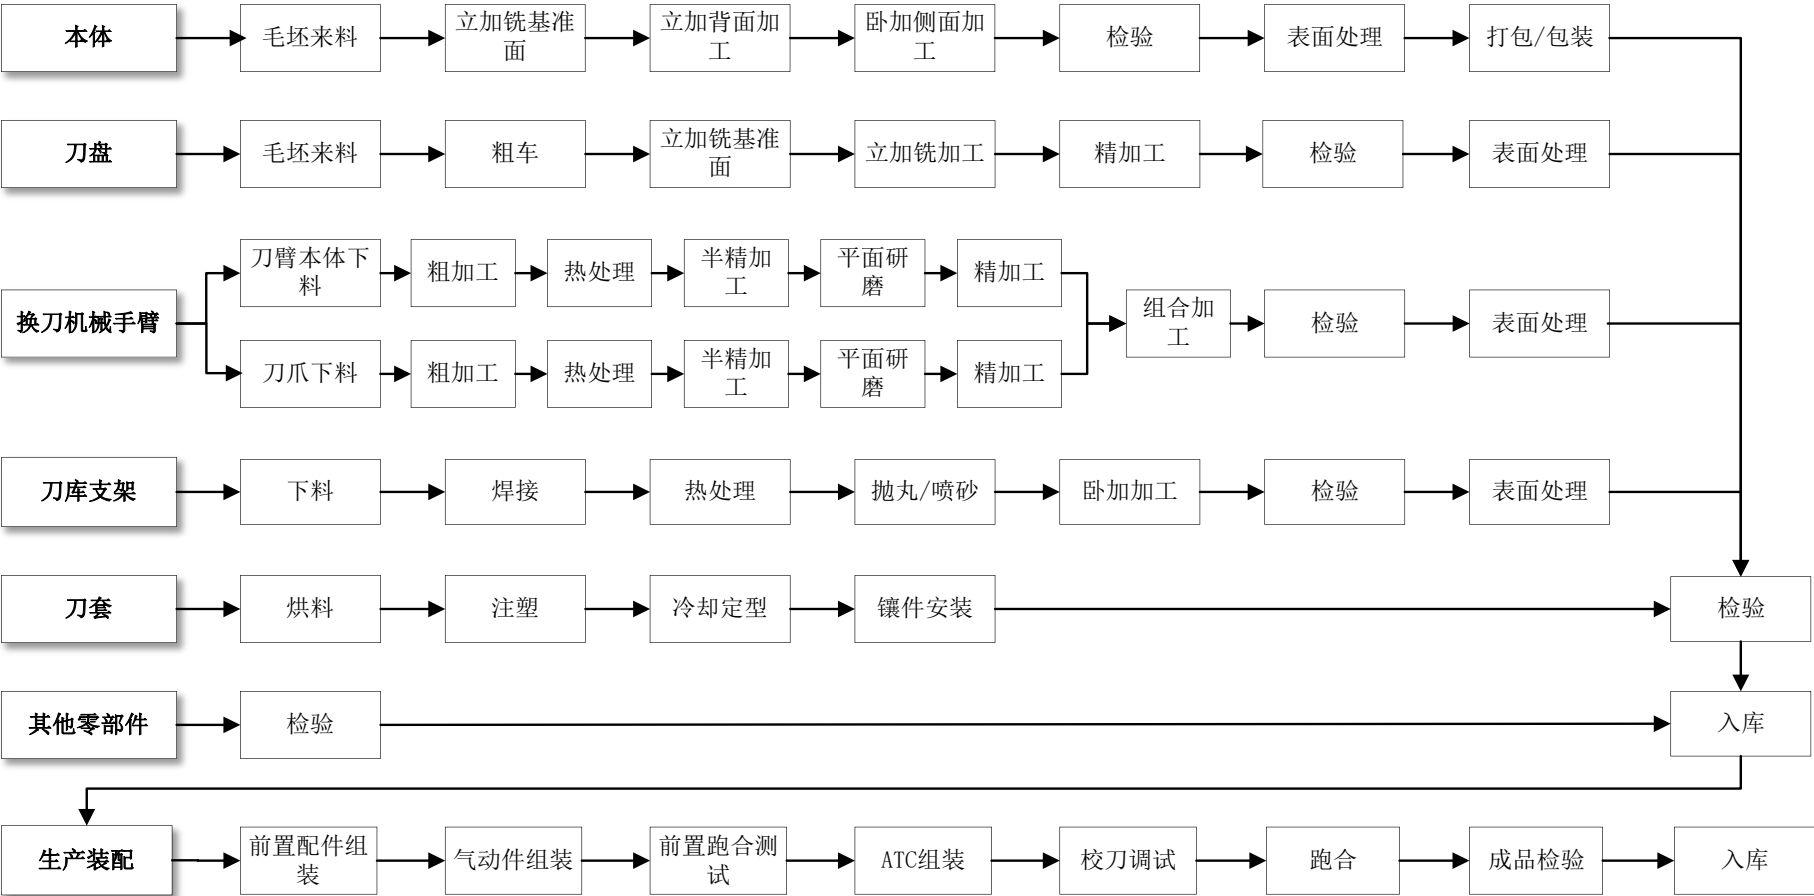 本体
毛坯来料
立加铣基准
面
立加背面加
工
卧加侧面加
工
检验
表面处理
打包/包装
刀盘
毛坯来料
粗车
立加铣基准
面
立加铣加工
精加工
检验
表面处理
换刀机械手臂
刀臂本体下
料
粗加工
热处理
半精加
工
平面研
磨
精加工
刀爪下料
粗加工
热处理
半精加
工
平面研
磨
精加工
组合加
工
检验
表面处理
刀库支架
下料
焊接
热处理
抛丸/喷砂
卧加加工
检验
表面处理
刀套
烘料
注塑
冷却定型
镶件安装
检验
其他零部件
检验
入库
生产装配
前置配件组
装
气动件组装
前置跑合测
试
ATC组装
校刀调试
跑合
成品检验
入库